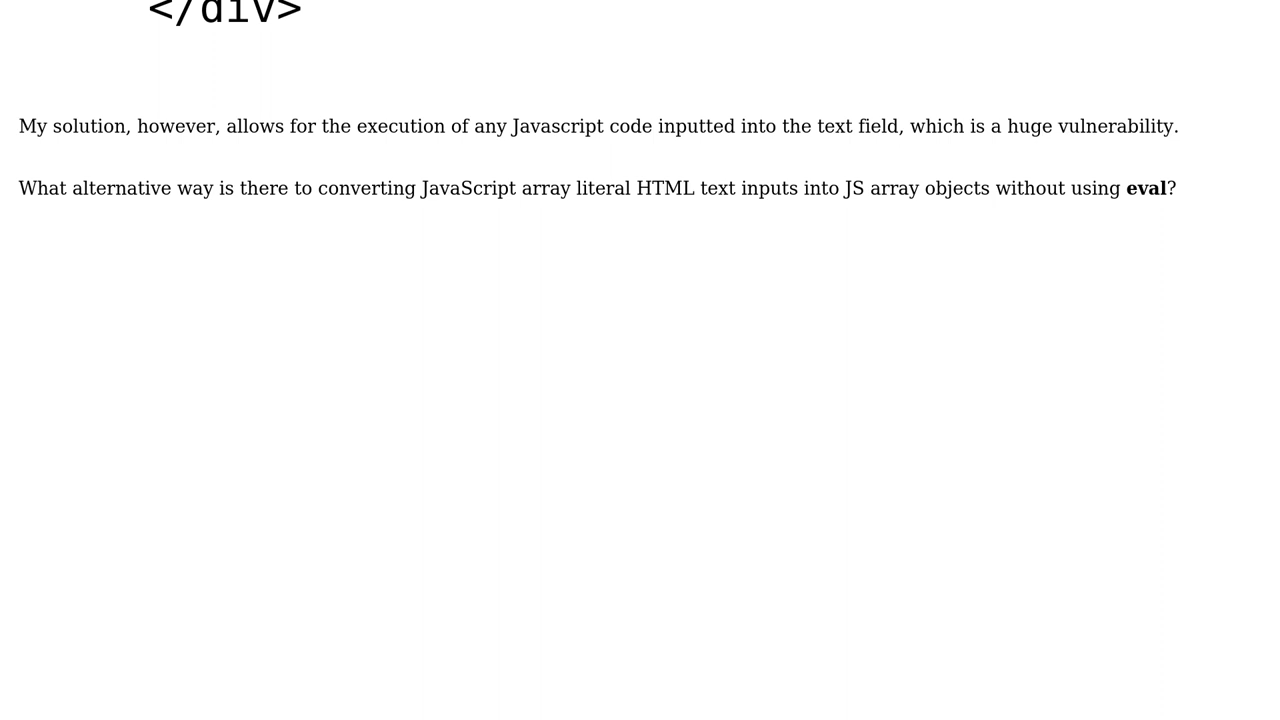 </div>
My solution, however, allows for the execution of any Javascript code inputted into the text field, which is a huge vulnerability.
What alternative way is there to converting JavaScript array literal HTML text inputs into JS array objects without using eval?